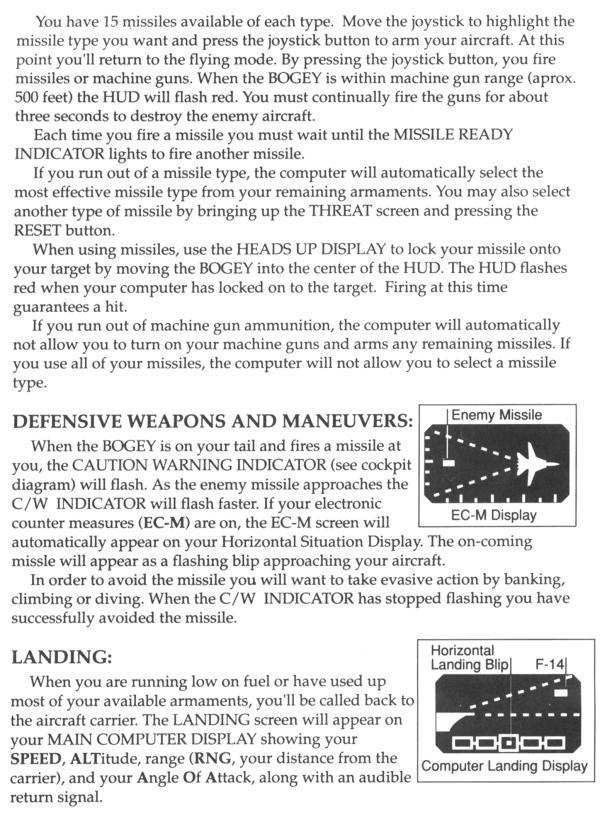 You have 15 missiles available of each type.  Move the joystick to highlight the
missile type you want and press the joystick button to arm your aircraft. At this
point you'll return to the flying mode. By pressing the joystick button, you fire
missiles or machine guns. When the BOGEY is within machine gun range (aprox.
500 feet) the HUD will flash red. You must continually fire the guns for about
three seconds to destroy the enemy aircraft.
Each time you fire a missile you must wait until the MISSILE READY
INDICATOR lights to fire another missile.
If you run out of a missile type, the computer will automatically select the
most effective missile type from your remaining armaments. You may also select
another type of missile by bringing up the THREAT screen and pressing the
RESET button.
When using missiles, use the HEADS UP DISPLAY to lock your missile onto
your target by moving the BOGEY into the center of the HUD. The HUD flashes
red when your computer has locked on to the target.  Firing at this time
guarantees a hit.
If you run out of machine gun ammunition, the computer will automatically
not allow you to turn on your machine guns and arms any remaining missiles. If
you use all of your missiles, the computer will not allow you to select a missile
type.
DEFENSIVE WEAPONS AND MANEUVERS:
When the BOGEY is on your tail and fires a missile at
you, the CAUTION WARNING INDICATOR (see cockpit
diagram) will flash. As the enemy missile approaches the
C/W  INDICATOR will flash faster. If your electronic
counter measures (EC-M) are on, the EC-M screen will
automatically appear on your Horizontal Situation Display. The on-coming
missle will appear as a flashing blip approaching your aircraft.
In order to avoid the missile you will want to take evasive action by banking,
climbing or diving. When the C/W  INDICATOR has stopped flashing you have
successfully avoided the missile.
Enemy Missile
EC-M Display
LANDING:
When you are running low on fuel or have used up
most of your available armaments, you'll be called back to
the aircraft carrier. The LANDING screen will appear on
your MAIN COMPUTER DISPLAY showing your
SPEED, ALTitude, range (RNG, your distance from the
carrier), and your Angle Of Attack, along with an audible
return signal.
Horizontal
Landing Blip
F-14
Computer Landing Display